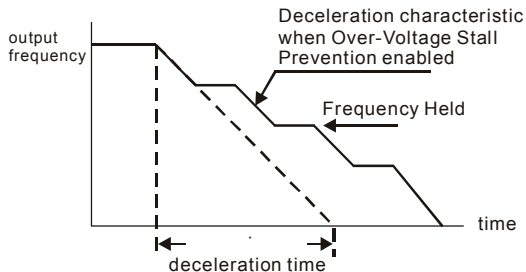 Deceleration characteristic
when Over-Voltage Stall
Prevention enabled
output
frequency
Frequency Held
time
deceleration time